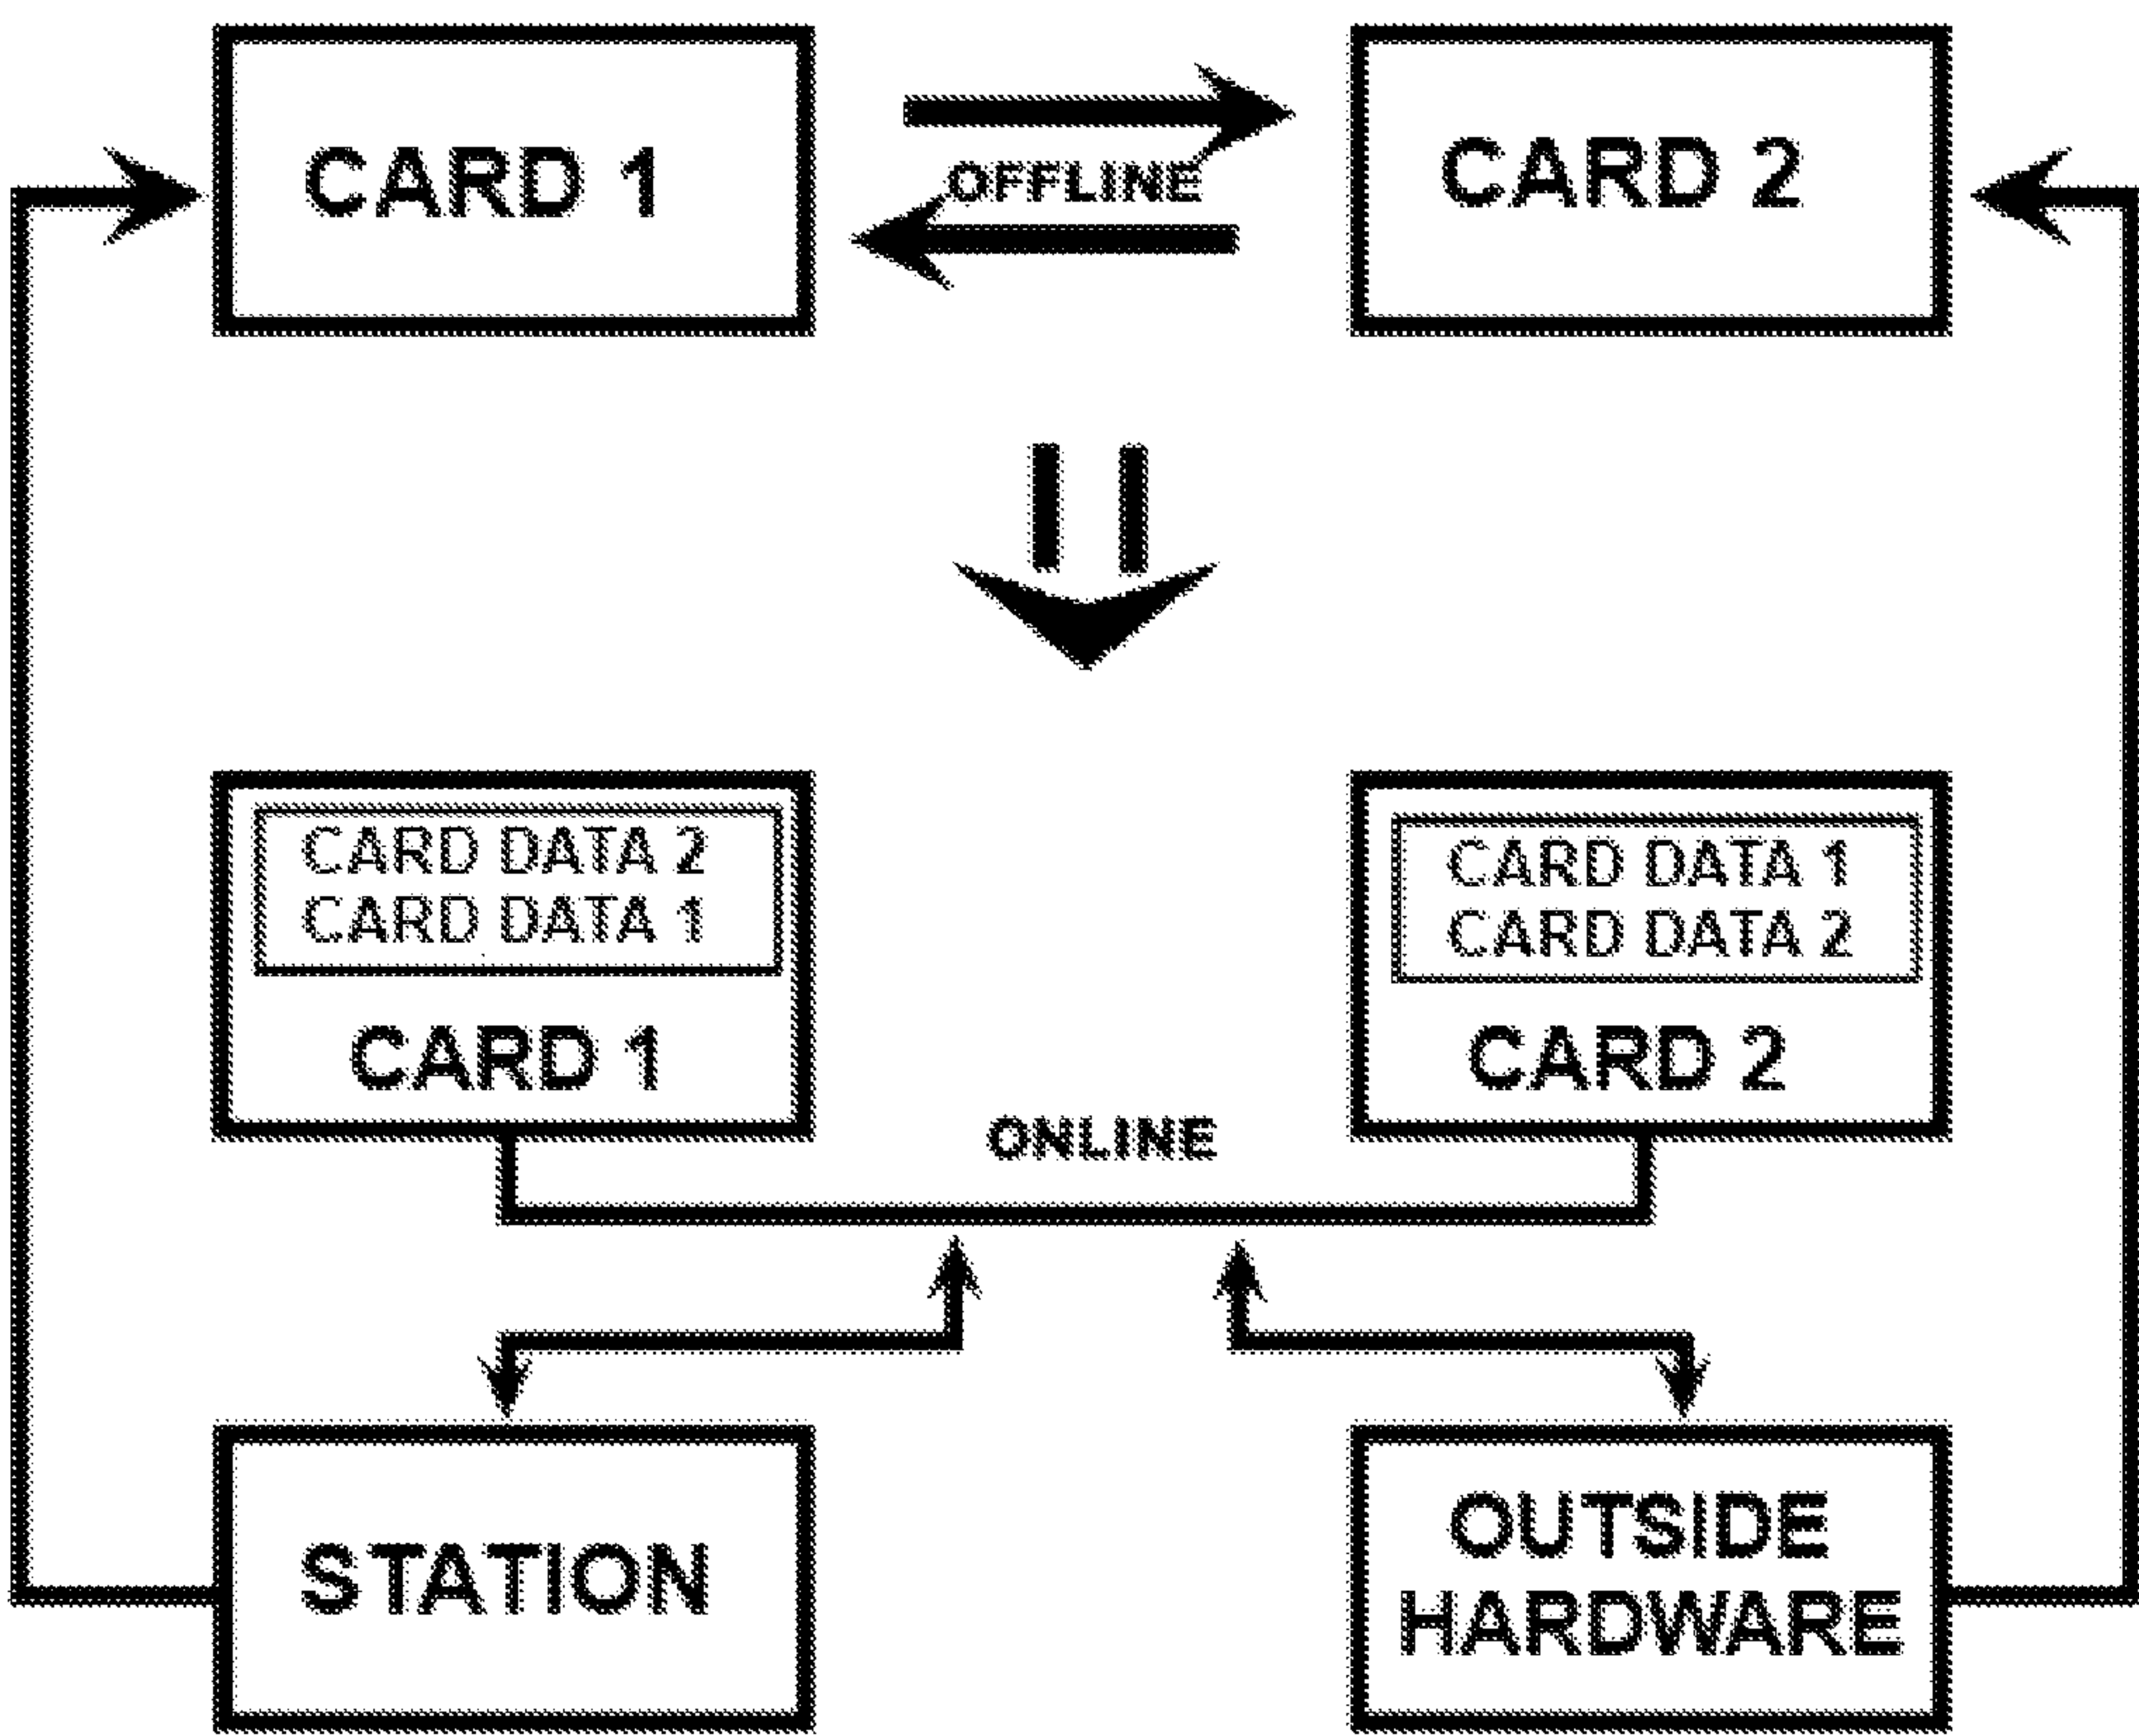 CARD 1
OFFLINE
CARD 2
CARD DATA 2
CARD DATA 1
CARD 1
CARD DATA 1
CARD DATA 2
CARD 2
ONLINE
STATION
OUTSIDE
HARDWARE